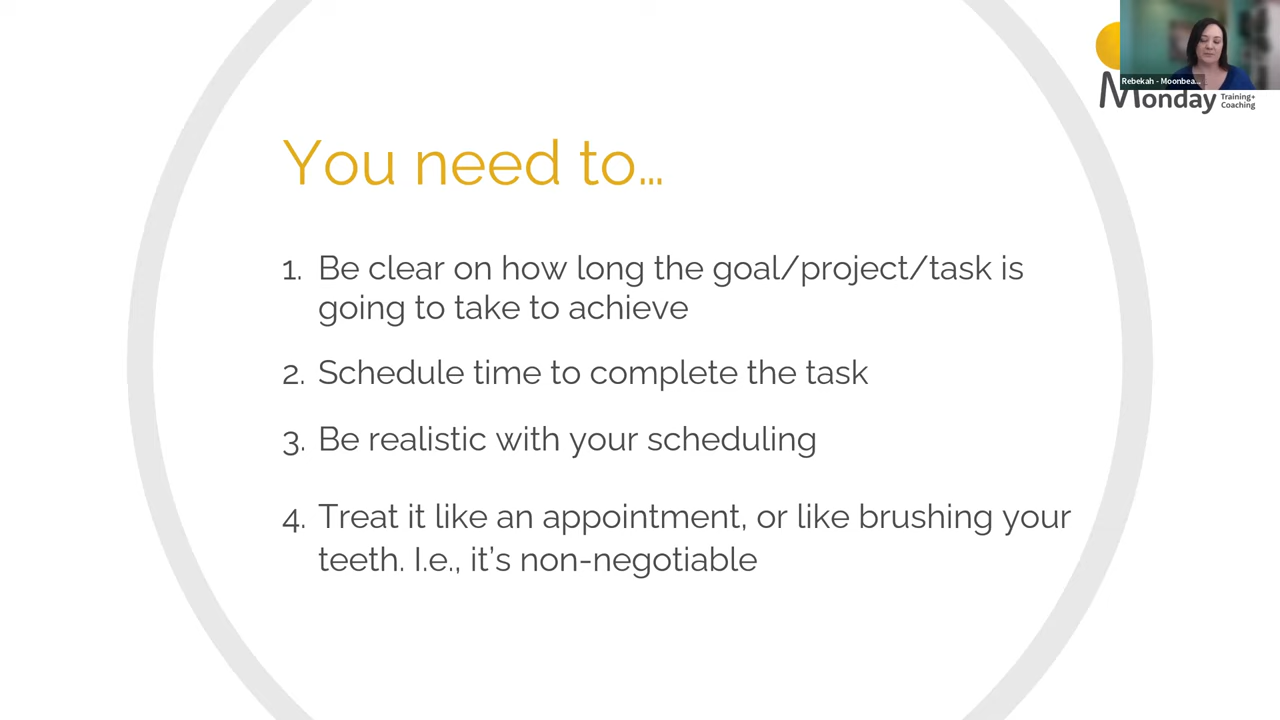 Rebekah - Moonbea...
Monday
Training+
Coaching
You need to...
1. Be clear on how long the goal/project/task is
going to take to achieve
2. Schedule time to complete the task
3. Be realistic with your scheduling
4. Treat it like an appointment, or like brushing your
teeth. I.e., it’s non-negotiable